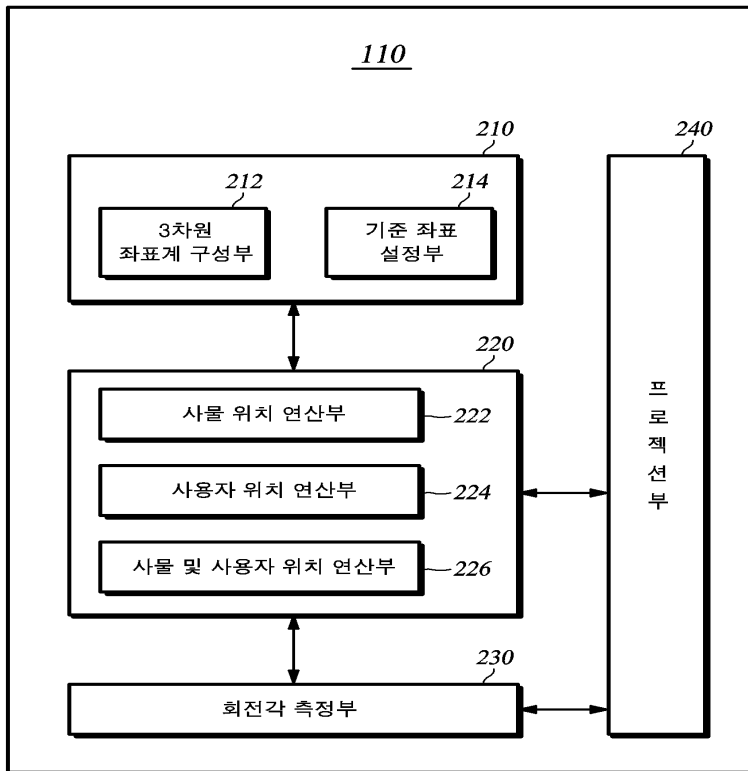 110
210
240
212
214
3차원
좌표계 구성부
기준 좌표
설정부
220
사물 위치 연산부
222
사용자 위치 연산부
224
사물 및 사용자 위치 연산부
226
프
로
젝
션
부
230
회전각 측정부